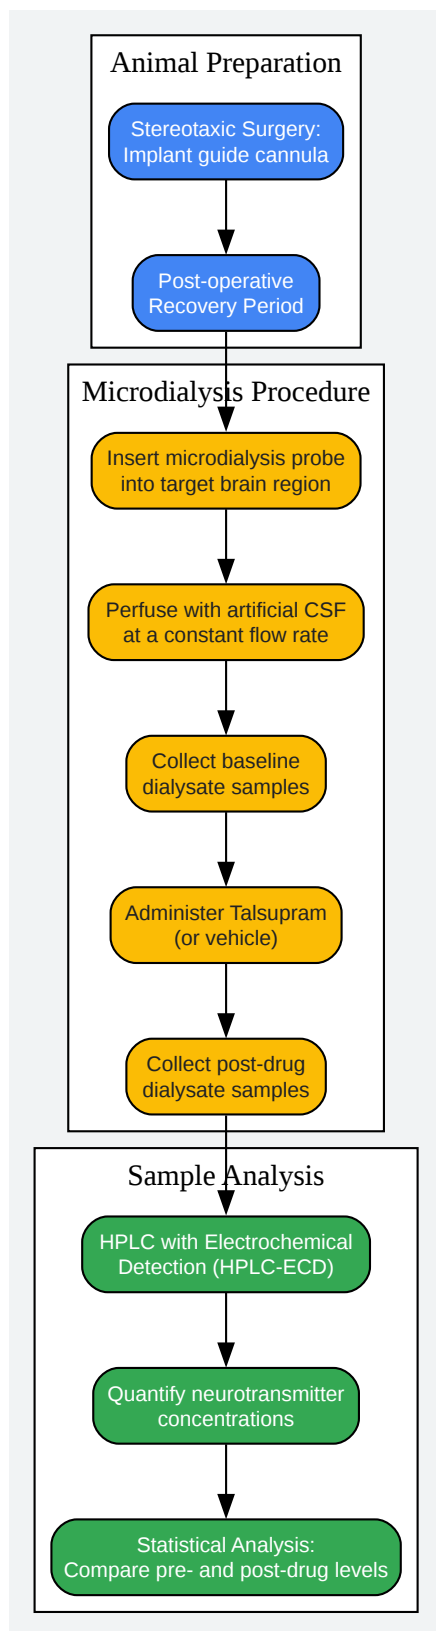 Animal Preparation
Stereotaxic Surgery:
Implant guide cannula
Post-operative
Recovery Period
Microdialysis Procedure
Insert microdialysis probe
into target brain region
Perfuse with artificial CSF
at a constant flow rate
Collect baseline
dialysate samples
Administer Talsupram
(or vehicle)
Collect post-drug
dialysate samples
Sample Analysis
HPLC with Electrochemical
Detection (HPLC-ECD)
Quantify neurotransmitter
concentrations
Statistical Analysis:
Compare pre- and post-drug levels